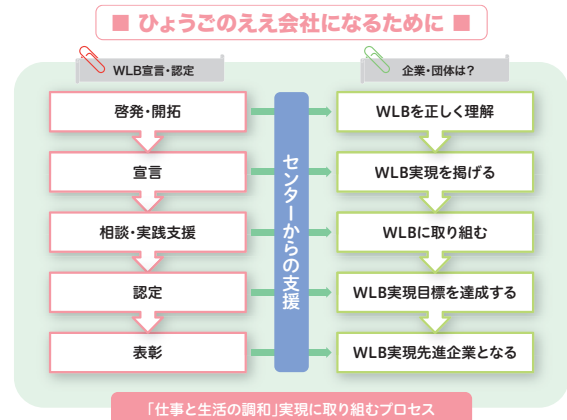 ■ ひょうごのええ会社になるために ■
WLB宣言・認定
企業・団体は?
啓発・開拓
WLBを正しく理解
宣言
WLB実現を掲げる
相談・実践支援
WLBに取り組む
認定
WLB実現目標を達成する
表彰
WLB実現先進企業となる
センターからの支援
「仕事と生活の調和」実現に取り組むプロセス